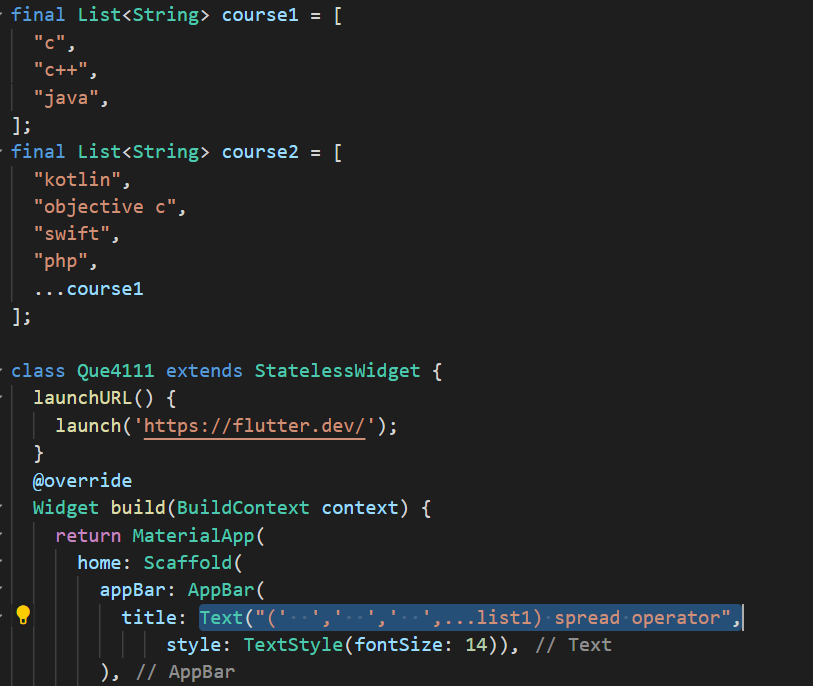 final List<String> course1 = [
"c",
"c++",
"java",
];
final List<String> course2 = [
"kotlin",
"objective c",
"swift",
"php",
...course1
];
class Que4111 extends StatelessWidget {
launchURL() {
launch('https://flutter.dev/');
}
@override
Widget build(BuildContext context) {
return MaterialApp(
home: Scaffold(
appBar: AppBar(
title: Text("('  ','  ','  ',...list1) spread operator",
style: TextStyle(fontSize: 14)), // Text
), // AppBar